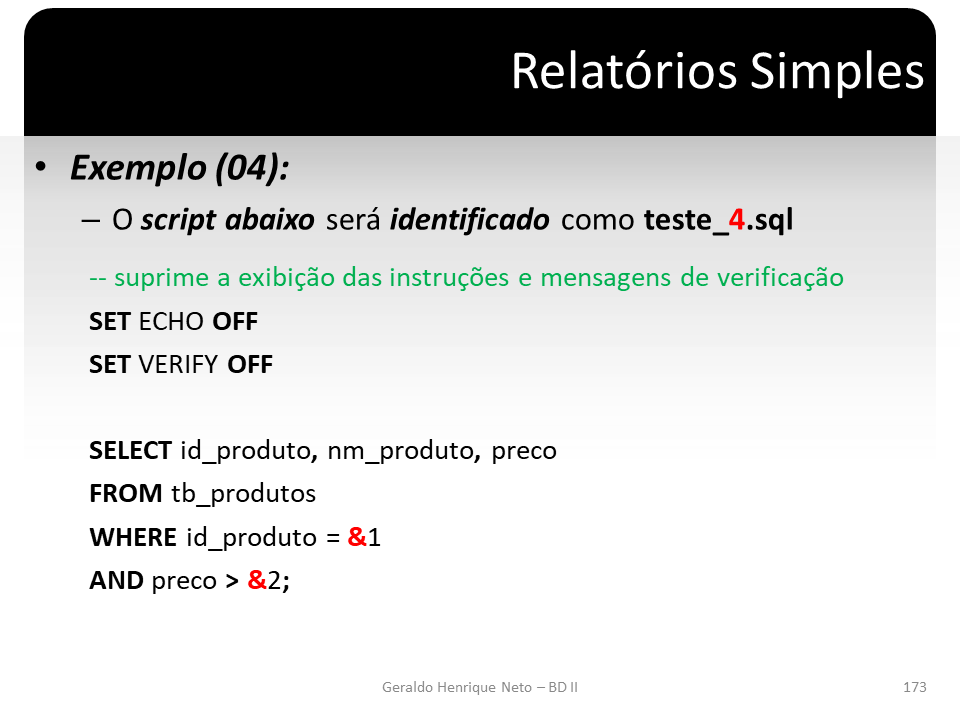 Relatórios Simples
• Exemplo (04):
– O script abaixo será identificado como teste_4.sql
-- suprime a exibição das instruções e mensagens de verificação
SET ECHO OFF
SET VERIFY OFF
SELECT id_produto, nm_produto, preco
FROM tb_produtos
WHERE id_produto = &1
AND preco > &2;
Geraldo Henrique Neto – BD II
173